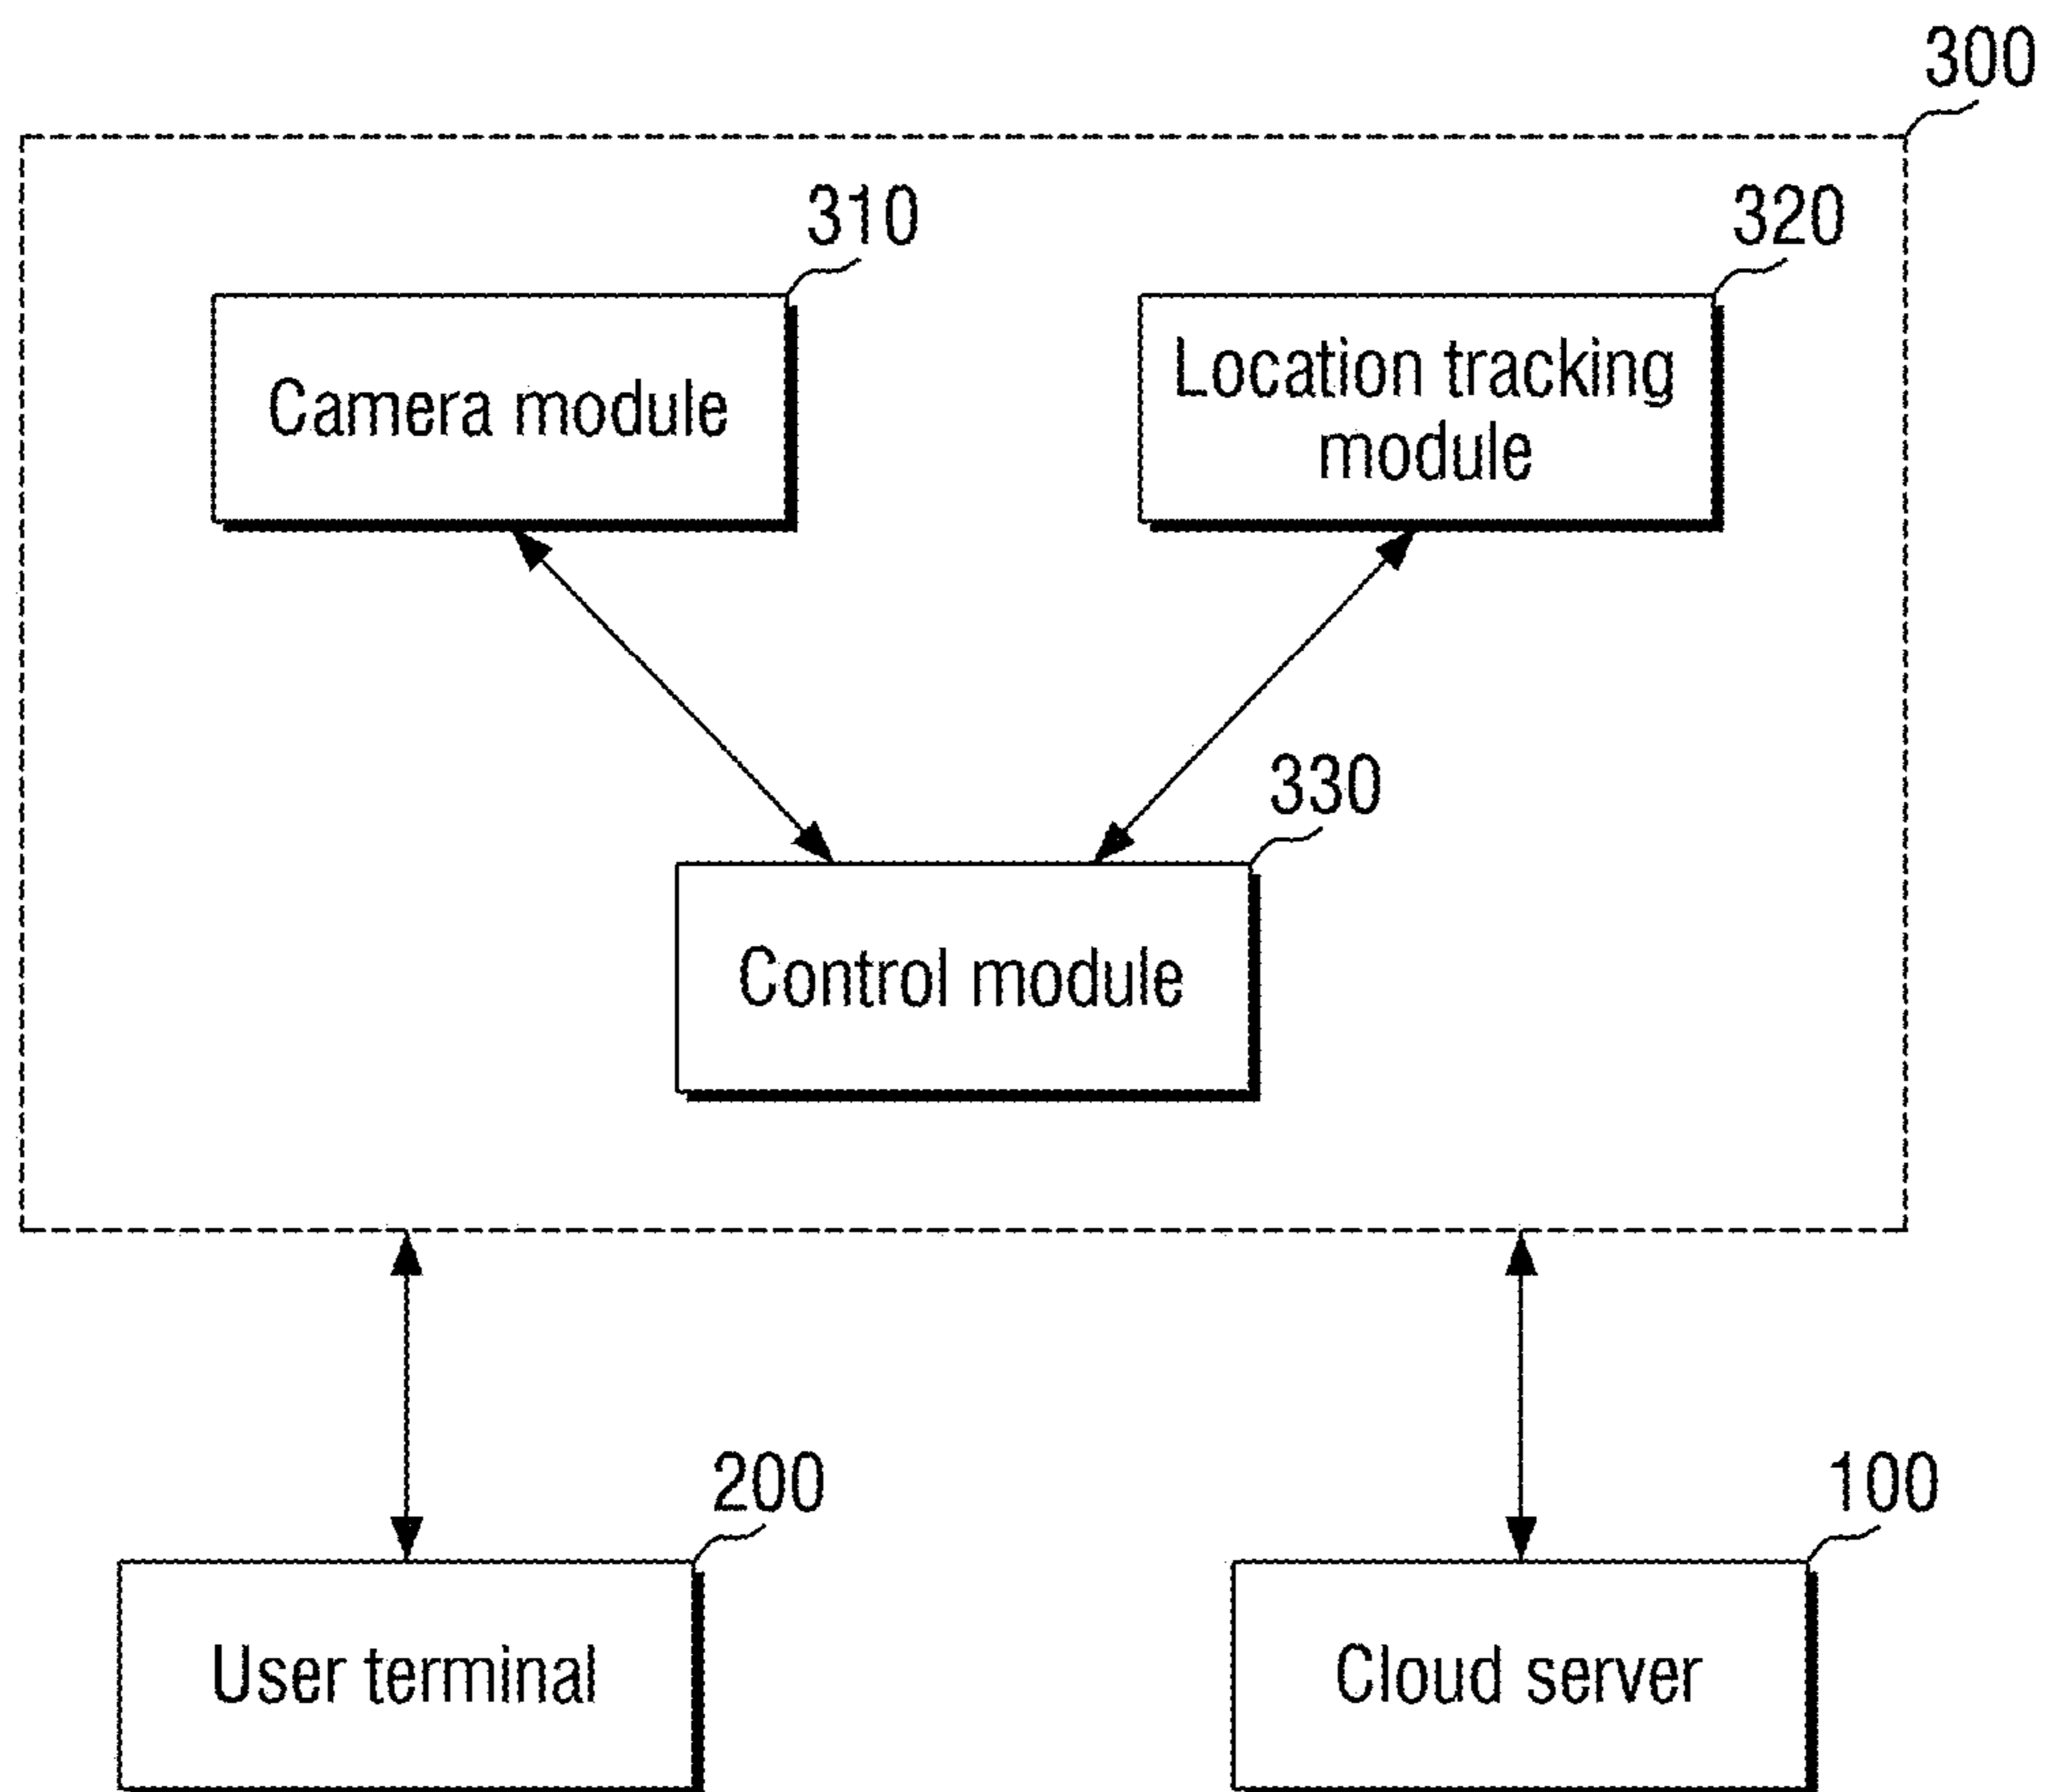 300
310
320
Camera module
Location tracking
module
330
Control module
200
100
User terminal
Cloud server